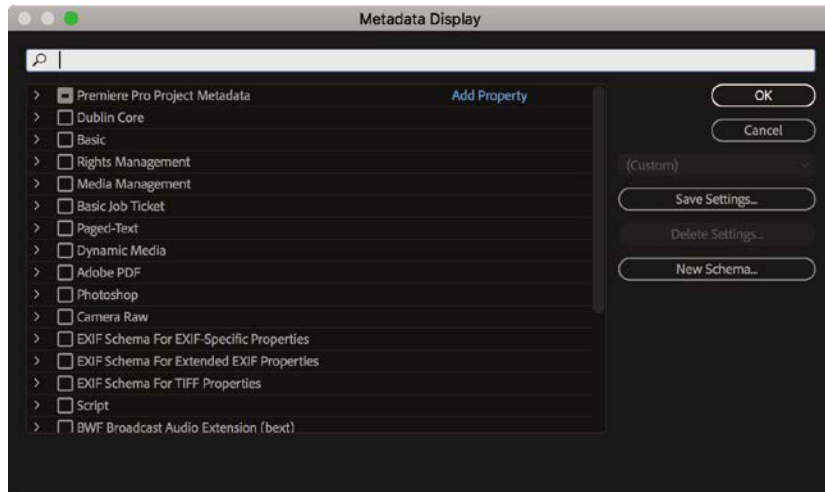 Metadata Display
Premiere Pro Project Metadata Add Property
Dublin Core
Basic
Rights Management
Media Management
Basic Job Ticket
Paged-Text
Dynamic Media
Adobe PDF
Photoshop
Camera Raw
EXIF Schema For EXIF-Specific Properties
EXIF Schema For Extended EXIF Properties
EXIF Schema For TIFF Properties
Script
BWF Broadcast Audio Extension (bext)
OK
Cancel
(Custom)
Save Settings...
Delete Settings...
New Schema...